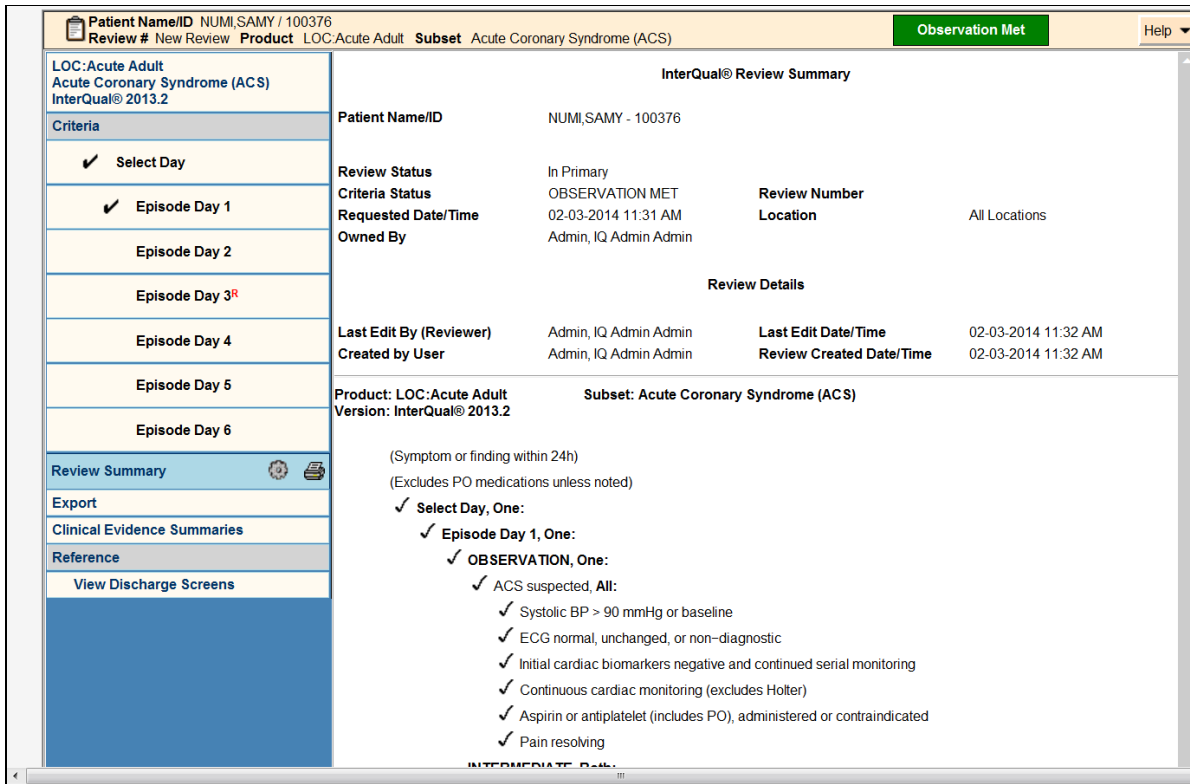 Patient Name/ID NUMI,SAMY / 100376
Review # New Review Product LOC:Acute Adult Subset Acute Coronary Syndrome (ACS)
Observation Met
Help
LOC:Acute Adult
Acute Coronary Syndrome (ACS)
InterQual® 2013.2
Criteria
Select Day
Episode Day 1
Episode Day 2
Episode Day 3R
Episode Day 4
Episode Day 5
Episode Day 6
Review Summary
Export
Clinical Evidence Summaries
Reference
View Discharge Screens
InterQual® Review Summary
Patient Name/ID NUMI,SAMY - 100376
Review Status In Primary
Criteria Status OBSERVATION MET Review Number
Requested Date/Time 02-03-2014 11:31 AM Location All Locations
Owned By Admin, IQ Admin Admin
Review Details
Last Edit By (Reviewer) Admin, IQ Admin Admin Last Edit Date/Time 02-03-2014 11:32 AM
Created by User Admin, IQ Admin Admin Review Created Date/Time 02-03-2014 11:32 AM
Product: LOC:Acute Adult Subset: Acute Coronary Syndrome (ACS)
Version: InterQual® 2013.2
(Symptom or finding within 24h)
(Excludes PO medications unless noted)
Select Day, One:
Episode Day 1, One:
OBSERVATION, One:
ACS suspected, All:
Systolic BP > 90 mmHg or baseline
ECG normal, unchanged, or non−diagnostic
Initial cardiac biomarkers negative and continued serial monitoring
Continuous cardiac monitoring (excludes Holter)
Aspirin or antiplatelet (includes PO), administered or contraindicated
Pain resolving
INTERMEDIATE, Both: